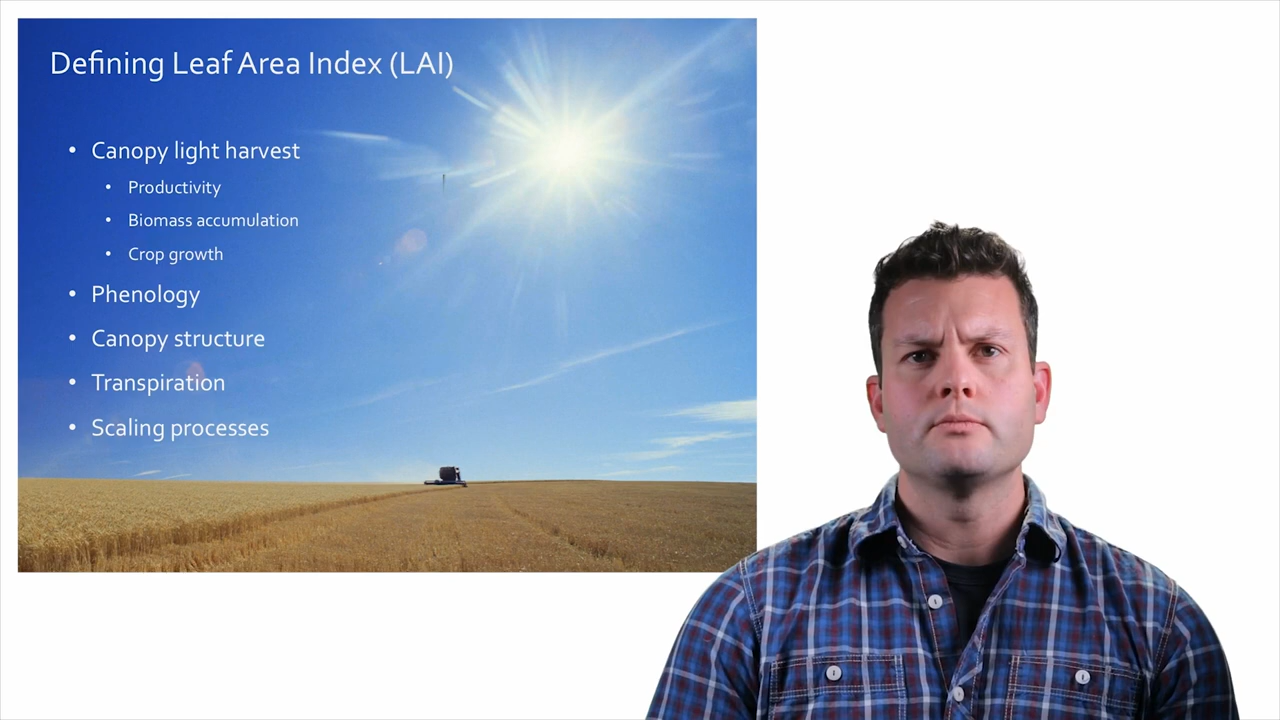 Defining Leaf Area Index (LAI)
• Canopy light harvest
• Productivity
• Biomass accumulation
• Crop growth
• Phenology
• Canopy structure
• Transpiration
• Scaling processes